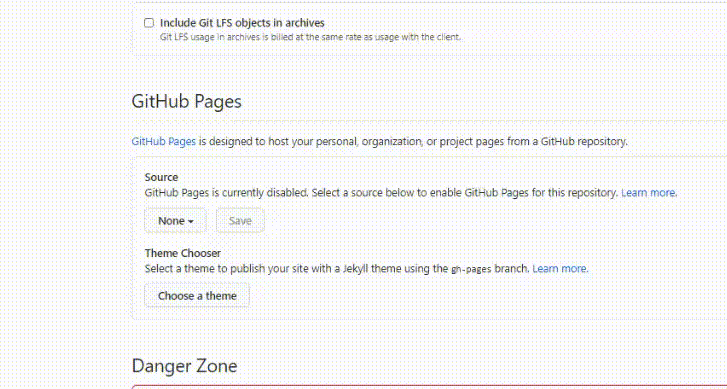 Include Git LFS objects in archives
Git LFS usage in archives is billed at the same rate as usage with the client.
GitHub Pages
GitHub Pages is designed to host your personal, organization, or project pages from a GitHub repository.
Source
GitHub Pages is currently disabled. Select a source below to enable GitHub Pages for this repository. Learn more.
None Save
Theme Chooser
Select a theme to publish your site with a Jekyll theme using the gh-pages branch. Learn more.
Choose a theme
Danger Zone